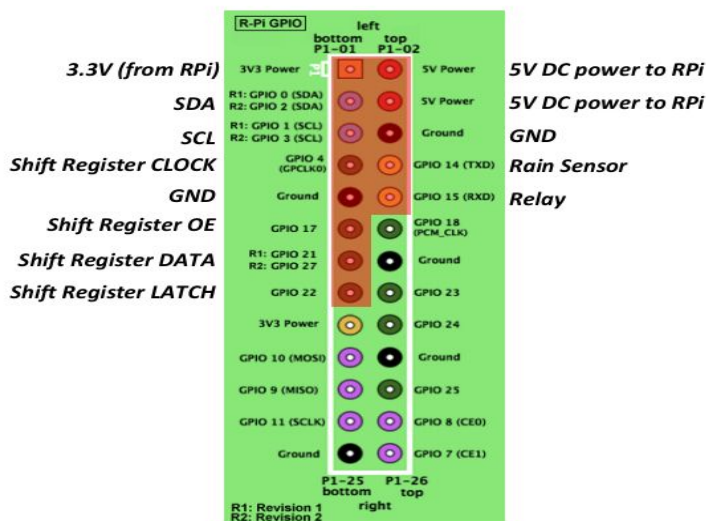 R-Pi GPIO
left
bottom top
P1-01 P1-02
3.3V (from RPi) 3V3 Power 5V Power 5V DC power to RPi
SDA R1: GPIO 0 (SDA)
R2: GPIO 2 (SDA) 5V Power 5V DC power to RPi
SCL R1: GPIO 1 (SCL)
R2: GPIO 3 (SCL) Ground GND
Shift Register CLOCK GPIO 4
(GPCLK0) GPIO 14 (TXD) Rain Sensor
GND Ground GPIO 15 (RXD) Relay
Shift Register OE GPIO 17 GPIO 18
(PCM_CLK)
Shift Register DATA R1: GPIO 21
R2: GPIO 27 Ground
Shift Register LATCH GPIO 22 GPIO 23
3V3 Power GPIO 24
GPIO 10 (MOSI) Ground
GPIO 9 (MISO) GPIO 25
GPIO 11 (SCLK) GPIO 8 (CE0)
Ground GPIO 7 (CE1)
P1-25 P1-26
bottom top
right
R1: Revision 1
R2: Revision 2